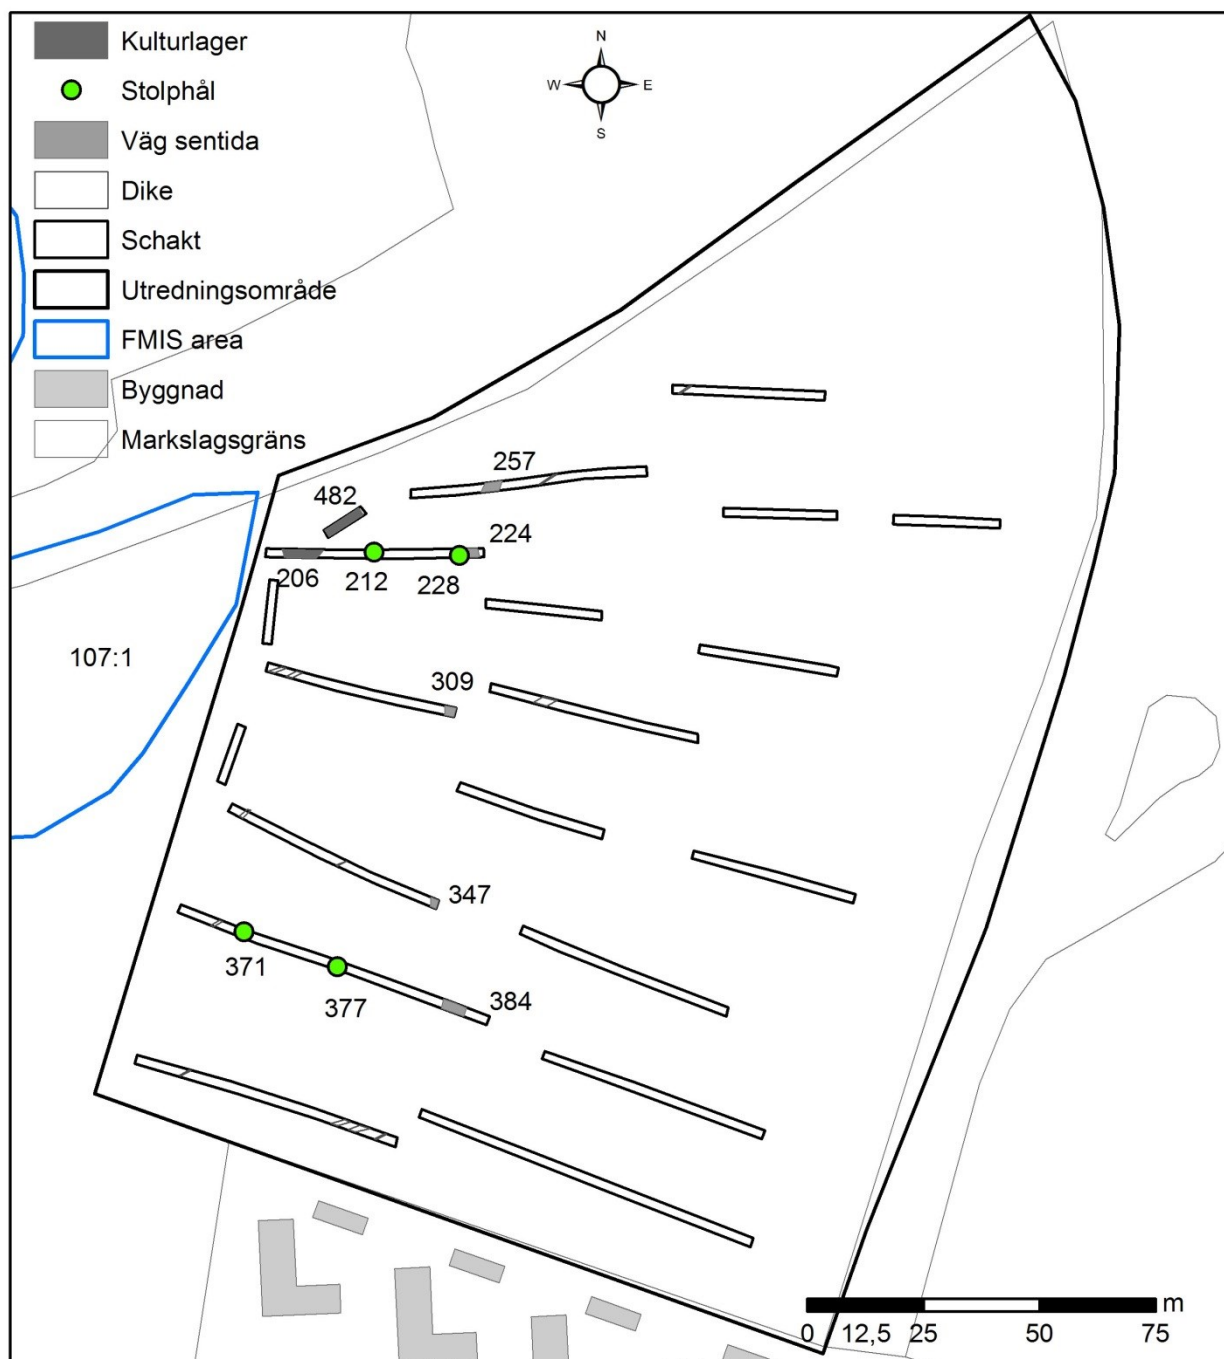 Kulturlager
Stolphål
Väg sentida
Dike
Schakt
Utredningsområde
FMIS area
Byggnad
Markslagsgräns
N
W E
S
257
482
224
206 212 228
107:1
309
347
371
377
384
m
0 12,5 25 50 75